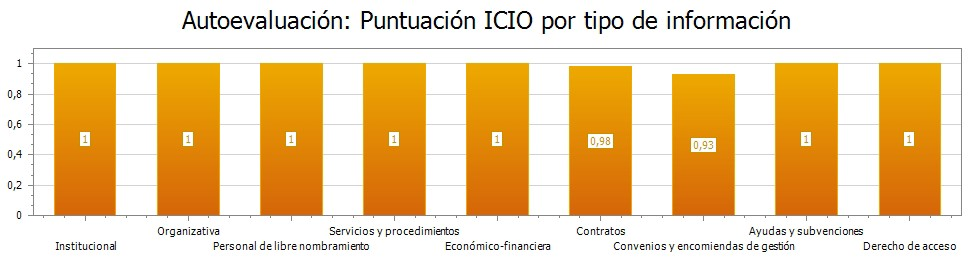 Autoevaluación: Puntuación ICIO por tipo de información
1
0,8
0,6
0,4
0,2
0
1
1
1
1
1
0,98
0,93
1
1
Organizativa
Servicios y procedimientos
Contratos
Ayudas y subvenciones
Institucional
Personal de libre nombramiento
Económico-financiera
Convenios y encomiendas de gestión
Derecho de acceso